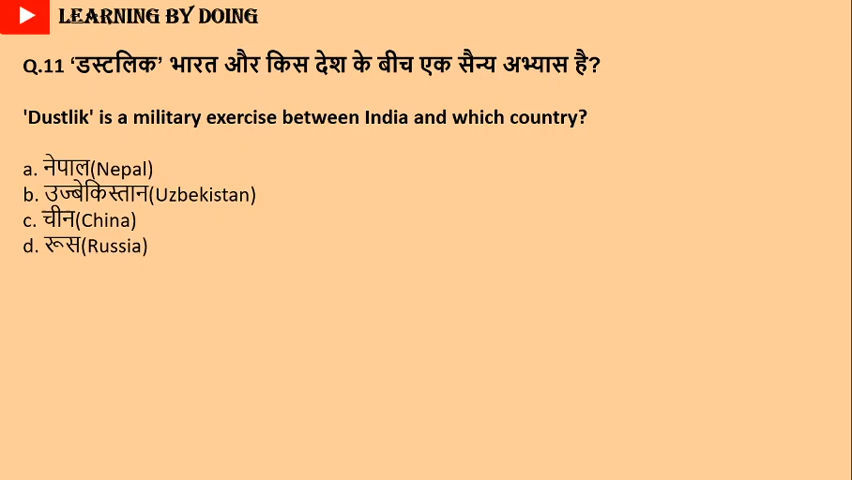 LEARNING BY DOING
Q.11 ‘डस्टलिक’ भारत और किस देश के बीच एक सैन्य अभ्यास है?
'Dustlik' is a military exercise between India and which country?
a. नेपाल(Nepal)
b. उज्बेकिस्तान(Uzbekistan)
c. चीन(China)
d. रूस(Russia)